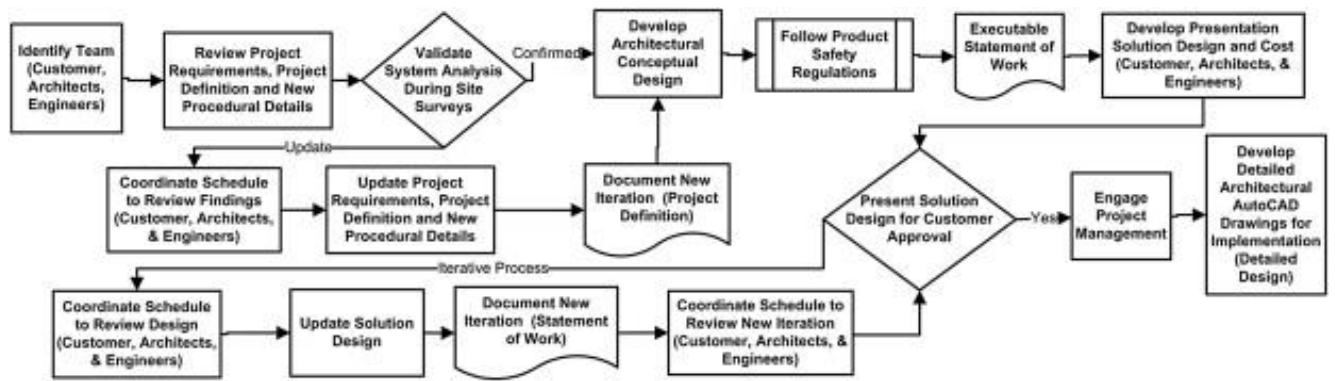 Identify Team
(Customer,
Architects,
Engineers)
Review Project
Requirements, Project
Definition and New
Procedural Details
Validate
System Analysis
During Site
Surveys
Confirmed
Develop
Architectural
Conceptual
Design
Follow Product
Safety
Regulations
Executable
Statement of
Work
Develop Presentation
Solution Design and Cost
(Customer, Architects, &
Engineers)
Update
Coordinate Schedule
to Review Findings
(Customer, Architects,
& Engineers)
Update Project
Requirements, Project
Definition and New
Procedural Details
Document New
Iteration (Project
Definition)
Present Solution
Design for Customer
Approval
Yes
Engage
Project
Management
Develop
Detailed
Architectural
AutoCAD
Drawings for
Implementation
(Detailed
Design)
Iterative Process
Coordinate Schedule
to Review Design
(Customer, Architects,
& Engineers)
Update Solution
Design
Document New
Iteration (Statement
of Work)
Coordinate Schedule to
Review New Iteration
(Customer, Architects, &
Engineers)